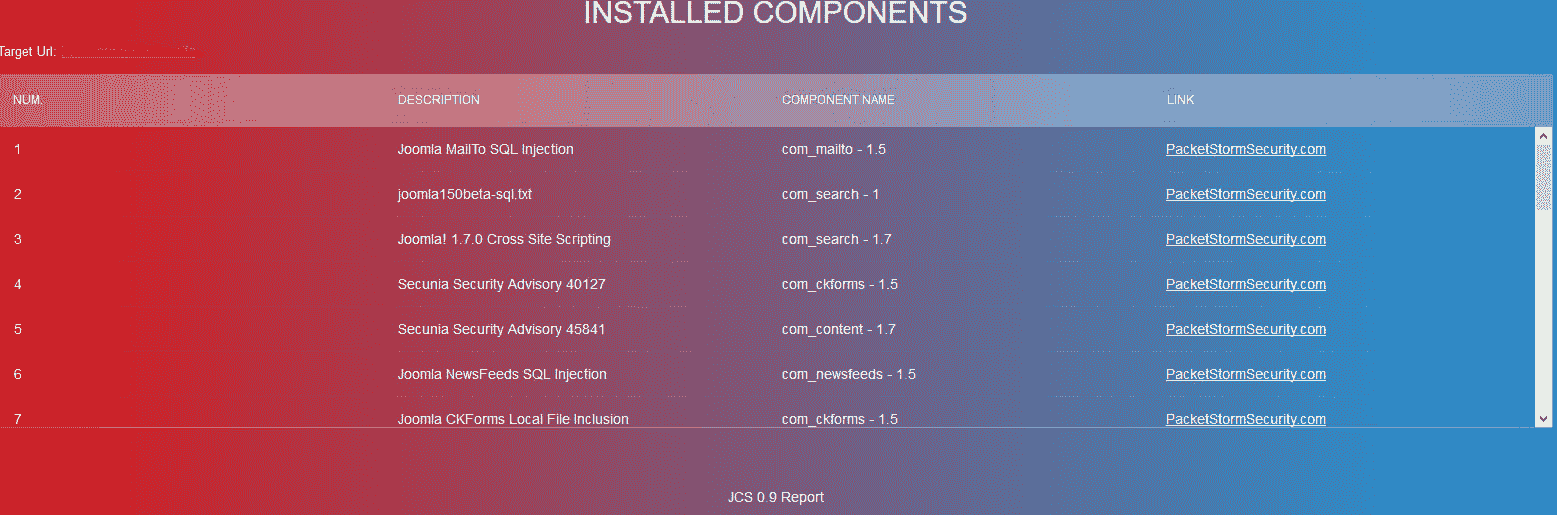 INSTALLED COMPONENTS
Target Url:
NUM. DESCRIPTION COMPONENT NAME LINK
1 Joomla MailTo SQL Injection com_mailto - 1.5 PacketStormSecurity.com
2 joomla150beta-sql.txt com_search - 1 PacketStormSecurity.com
3 Joomla! 1.7.0 Cross Site Scripting com_search - 1.7 PacketStormSecurity.com
4 Secunia Security Advisory 40127 com_ckforms - 1.5 PacketStormSecurity.com
5 Secunia Security Advisory 45841 com_content - 1.7 PacketStormSecurity.com
6 Joomla NewsFeeds SQL Injection com_newsfeeds - 1.5 PacketStormSecurity.com
7 Joomla CKForms Local File Inclusion com_ckforms - 1.5 PacketStormSecurity.com
JCS 0.9 Report